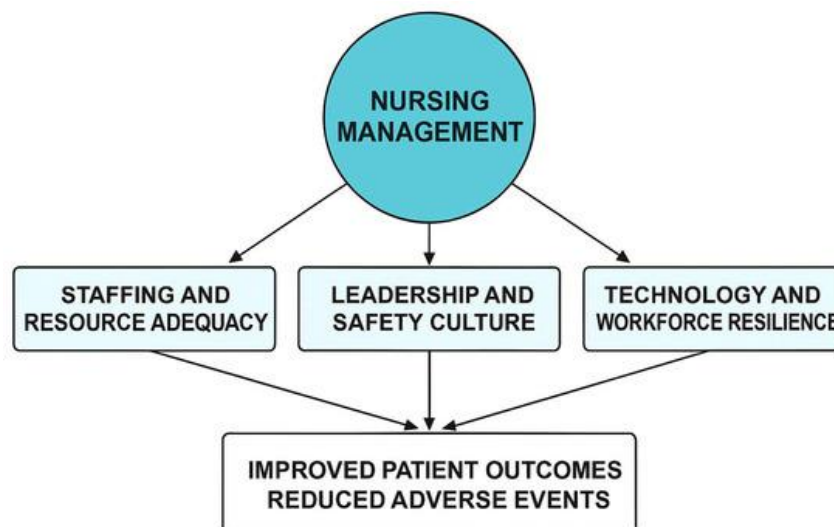 NURSING
MANAGEMENT
STAFFING AND
RESOURCE ADEQUACY
LEADERSHIP AND
SAFETY CULTURE
TECHNOLOGY AND
WORKFORCE RESILIENCE
IMPROVED PATIENT OUTCOMES
REDUCED ADVERSE EVENTS